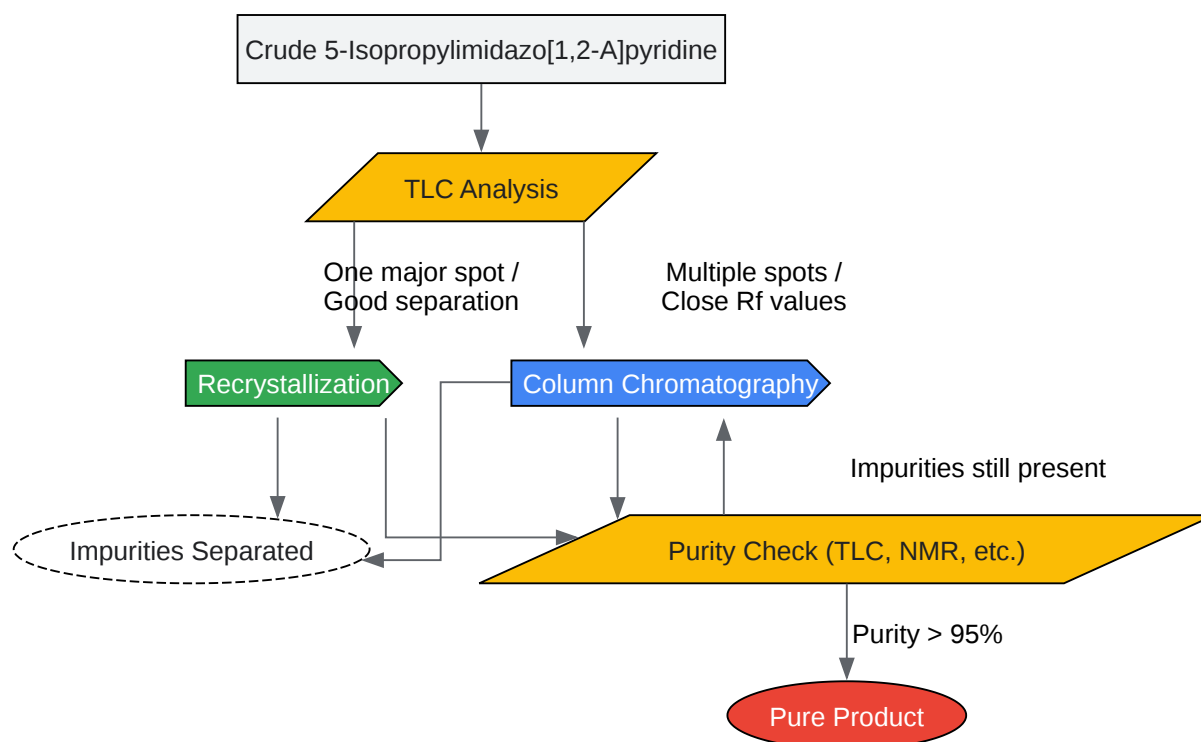 Crude 5-Isopropylimidazo[1,2-A]pyridine
TLC Analysis
One major spot /
Good separation
Multiple spots /
Close Rf values
Recrystallization
Column Chromatography
Impurities still present
Impurities Separated
Purity Check (TLC, NMR, etc.)
Purity > 95%
Pure Product